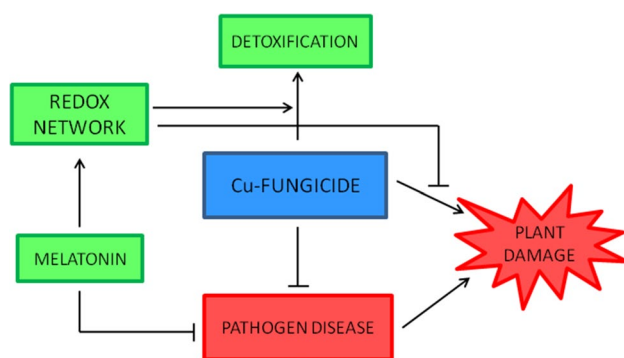 DETOXIFICATION
REDOX
NETWORK
Cu-FUNGICIDE
PLANT
DAMAGE
MELATONIN
PATHOGEN DISEASE